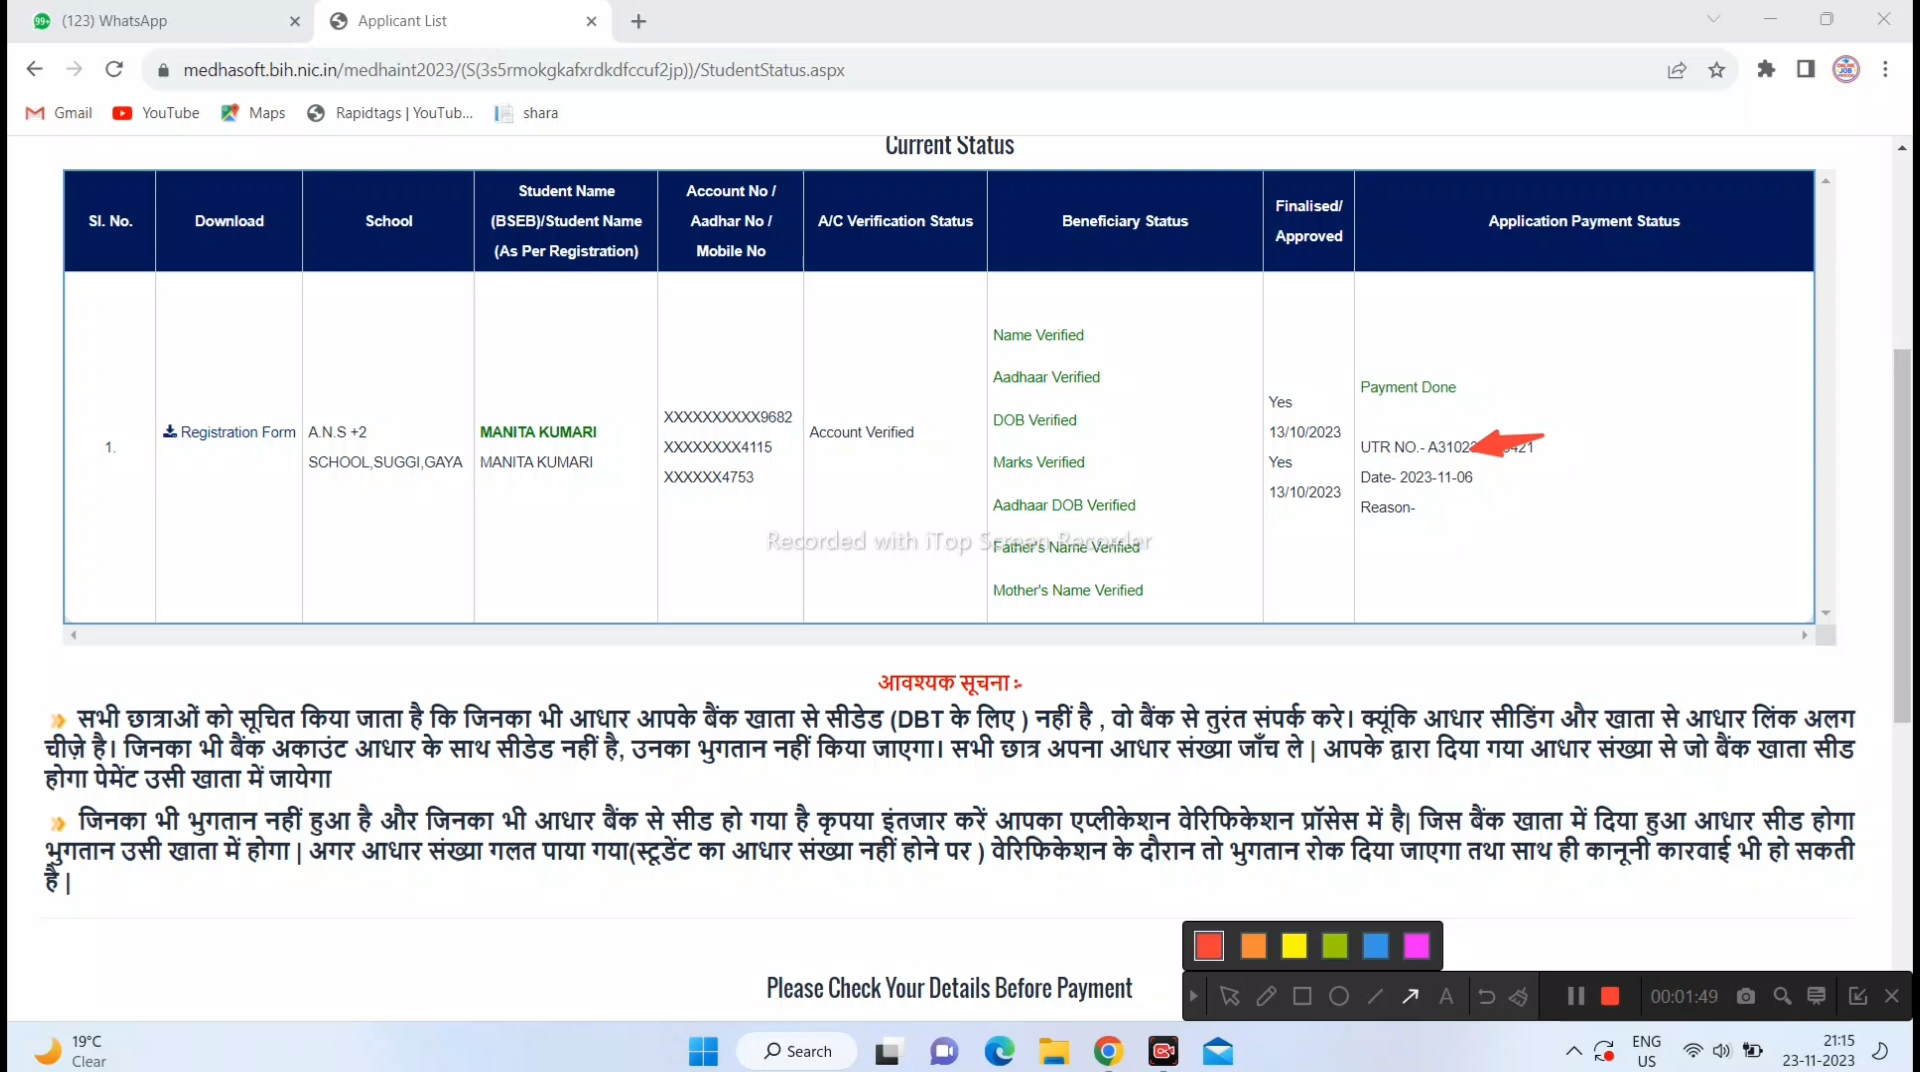 99+ (123) WhatsApp
Applicant List
medhasoft.bih.nic.in/medhaint2023/(S(3s5rmokgkafxrdkdfccuf2jp))/StudentStatus.aspx
Gmail YouTube Maps Rapidtags | YouTub... shara
Current Status
Sl. No. Download School Student Name (BSEB)/Student Name (As Per Registration) Account No / Aadhar No / Mobile No A/C Verification Status Beneficiary Status Finalised/ Approved Application Payment Status
1.
Registration Form
A.N.S +2
SCHOOL,SUGGI,GAYA
MANITA KUMARI
MANITA KUMARI
XXXXXXXXXX9682
XXXXXXXX4115
XXXXXX4753
Account Verified
Name Verified
Aadhaar Verified
DOB Verified
Marks Verified
Aadhaar DOB Verified
Father's Name Verified
Mother's Name Verified
Yes
13/10/2023
Yes
13/10/2023
Payment Done
UTR NO.-
Date- 2023-11-06
Reason-
Recorded with iTop Screen Recorder
आवश्यक सूचना :-
सभी छात्राओं को सूचित किया जाता है कि जिनका भी आधार आपके बैंक खाता से सीडेड (DBT के लिए ) नहीं है , वो बैंक से तुरंत संपर्क करे। क्यूंकि आधार सीडिंग और खाता से आधार लिंक अलग
चीज़े है। जिनका भी बैंक अकाउंट आधार के साथ सीडेड नहीं है, उनका भुगतान नहीं किया जाएगा। सभी छात्र अपना आधार संख्या जाँच ले | आपके द्वारा दिया गया आधार संख्या से जो बैंक खाता सीड
होगा पेमेंट उसी खाता में जायेगा
जिनका भी भुगतान नहीं हुआ है और जिनका भी आधार बैंक से सीड हो गया है कृपया इंतजार करें आपका एप्लीकेशन वेरिफिकेशन प्रॉसेस में है| जिस बैंक खाता में दिया हुआ आधार सीड होगा
भुगतान उसी खाता में होगा | अगर आधार संख्या गलत पाया गया(स्टूडेंट का आधार संख्या नहीं होने पर ) वेरिफिकेशन के दौरान तो भुगतान रोक दिया जाएगा तथा साथ ही कानूनी कारवाई भी हो सकती
है |
Please Check Your Details Before Payment
A
00:01:49
19°C
Clear
Search
ENG
US
21:15
23-11-2023